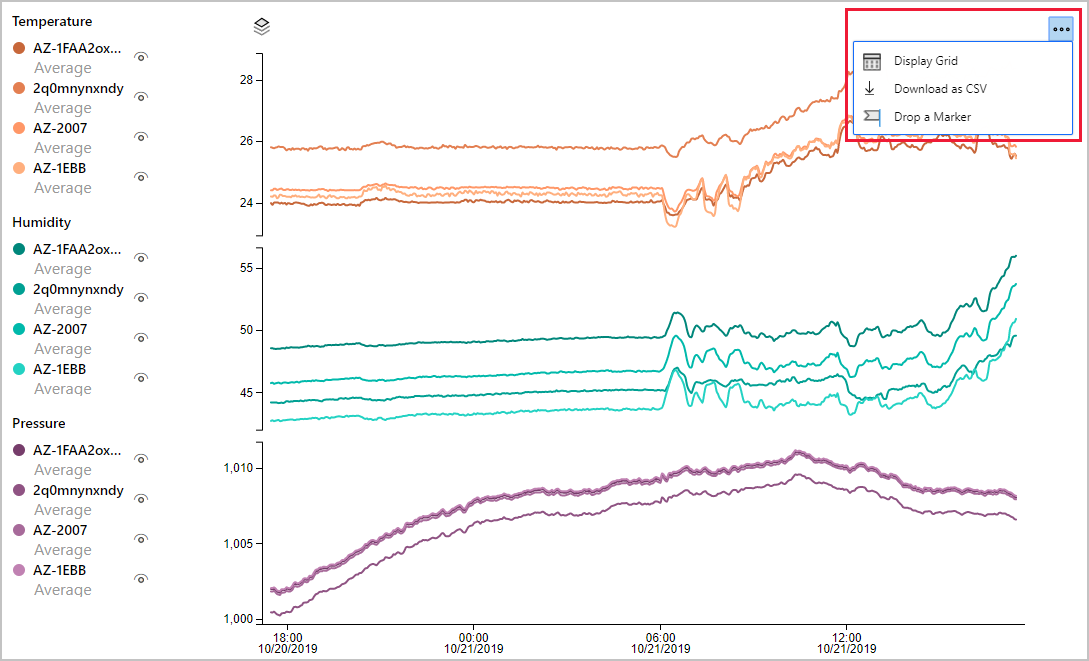 Temperature
AZ-1FAA2ox...
Average
2q0mnynxndy
Average
AZ-2007
Average
AZ-1EBB
Average
Humidity
AZ-1FAA2ox...
Average
2q0mnynxndy
Average
AZ-2007
Average
AZ-1EBB
Average
Pressure
AZ-1FAA2ox...
Average
2q0mnynxndy
Average
AZ-2007
Average
AZ-1EBB
Average
28
26
24
55
50
45
1,010
1,005
1,000
18:00 00:00 06:00 12:00
10/20/2019 10/21/2019 10/21/2019 10/21/2019
Display Grid
Download as CSV
Drop a Marker